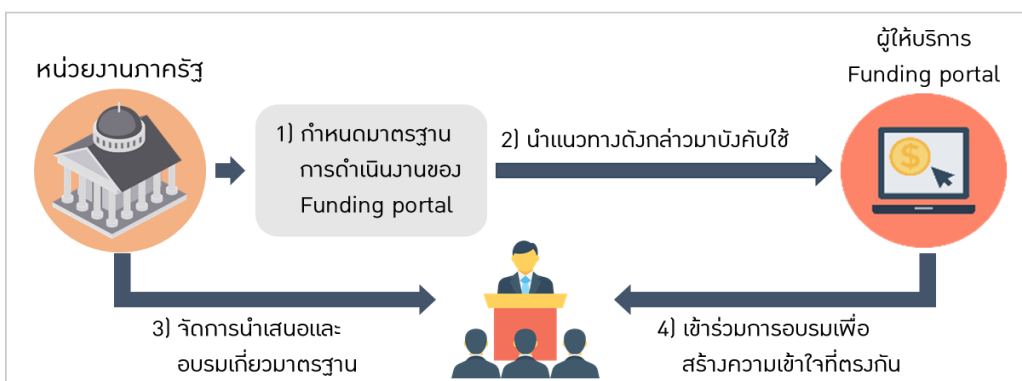 หน่วยงานภาครัฐ
ผู้ให้บริการ
Funding portal
1) กำหนดมาตรฐาน
การดำเนินงานของ
Funding portal
2) นำแนวทางดังกล่าวมาบังคับใช้
3) จัดการนำเสนอและ
อบรมเกี่ยวมาตรฐาน
4) เข้าร่วมการอบรมเพื่อ
สร้างความเข้าใจที่ตรงกัน